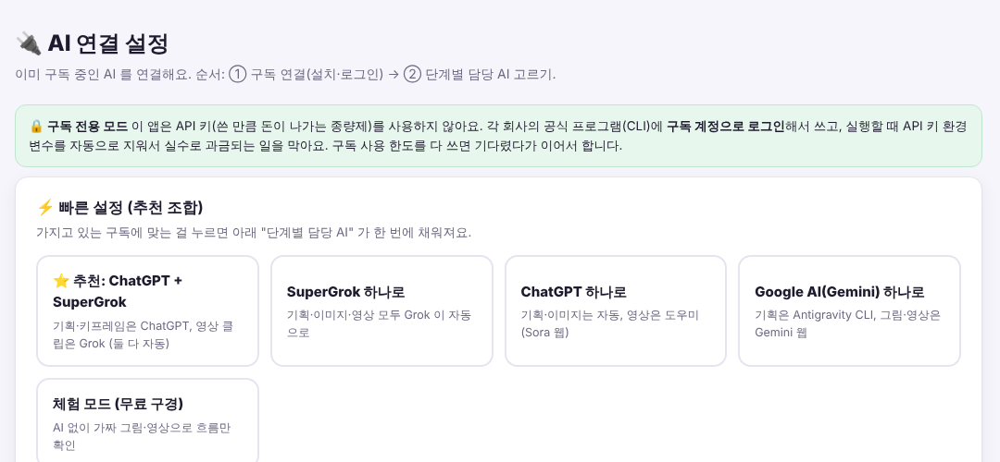 🔌 AI 연결 설정
이미 구독 중인 AI 를 연결해요. 순서: ① 구독 연결(설치·로그인) → ② 단계별 담당 AI 고르기.
🔒 구독 전용 모드 이 앱은 API 키(쓴 만큼 돈이 나가는 종량제)를 사용하지 않아요. 각 회사의 공식 프로그램(CLI)에 구독 계정으로 로그인해서 쓰고, 실행할 때 API 키 환경
변수를 자동으로 지워서 실수로 과금되는 일을 막아요. 구독 사용 한도를 다 쓰면 기다렸다가 이어서 합니다.
⚡ 빠른 설정 (추천 조합)
가지고 있는 구독에 맞는 걸 누르면 아래 "단계별 담당 AI" 가 한 번에 채워져요.
⭐ 추천: ChatGPT +
SuperGrok
기획·키프레임은 ChatGPT, 영상 클
립은 Grok (둘 다 자동)
SuperGrok 하나로
기획·이미지·영상 모두 Grok 이 자동
으로
ChatGPT 하나로
기획·이미지는 자동, 영상은 도우미
(Sora 웹)
Google AI(Gemini) 하나로
기획은 Antigravity CLI, 그림·영상은
Gemini 웹
체험 모드 (무료 구경)
AI 없이 가짜 그림·영상으로 흐름만
확인